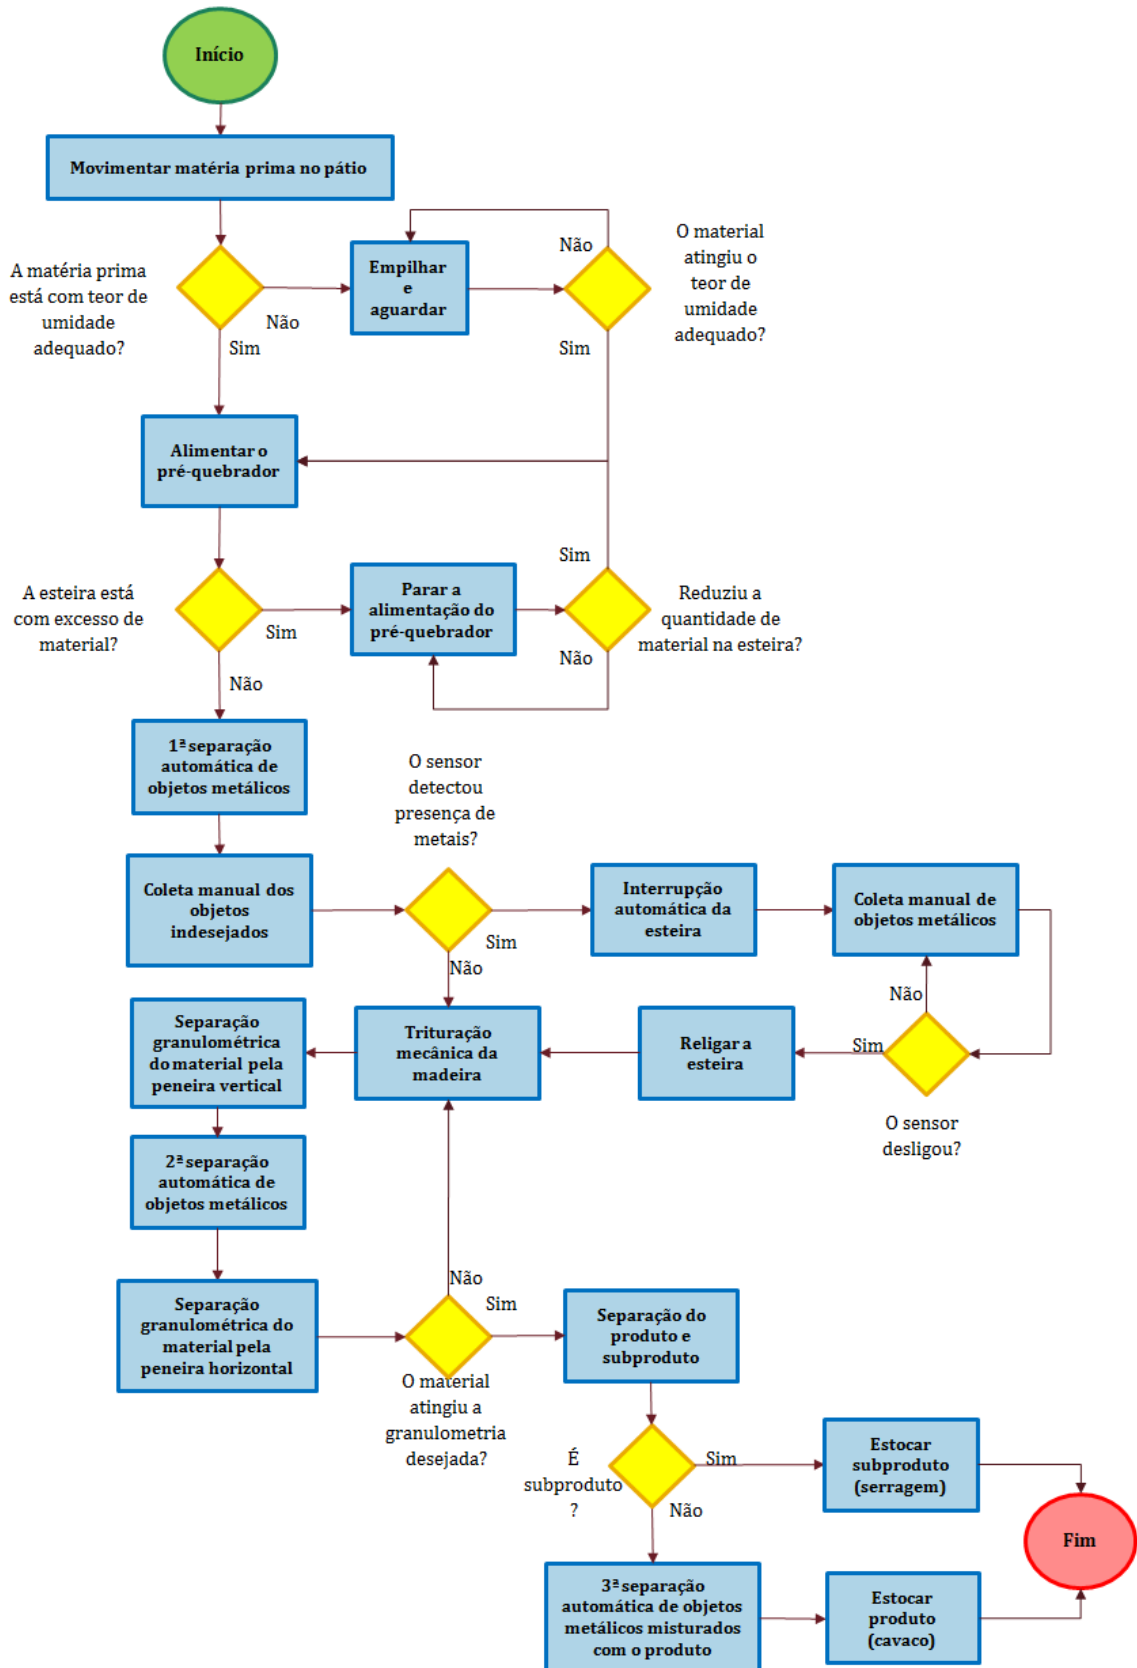 Início
Movimentar matéria prima no pátio
A matéria prima
está com teor de
umidade
adequado?
Não
Sim
Empilhar
e
aguardar
Não
Sim
O material
atingiu o
teor de
umidade
adequado?
Alimentar o
pré-quebrador
A esteira está
com excesso de
material?
Sim
Não
Parar a
alimentação do
pré-quebrador
Sim
Não
Reduziu a
quantidade de
material na esteira?
1ª separação
automática de
objetos metálicos
Coleta manual dos
objetos
indesejados
O sensor
detectou
presença de
metais?
Sim
Não
Interrupção
automática da
esteira
Coleta manual de
objetos metálicos
Não
Sim
O sensor
desligou?
Religar a
esteira
Trituração
mecânica da
madeira
Separação
granulométrica
do material pela
peneira vertical
2ª separação
automática de
objetos metálicos
Separação
granulométrica do
material pela
peneira horizontal
Não
Sim
O material
atingiu a
granulometria
desejada?
Separação do
produto e
subproduto
É
subproduto
?
Sim
Não
Estocar
subproduto
(serragem)
Fim
3ª separação
automática de objetos
metálicos misturados
com o produto
Estocar
produto
(cavaco)